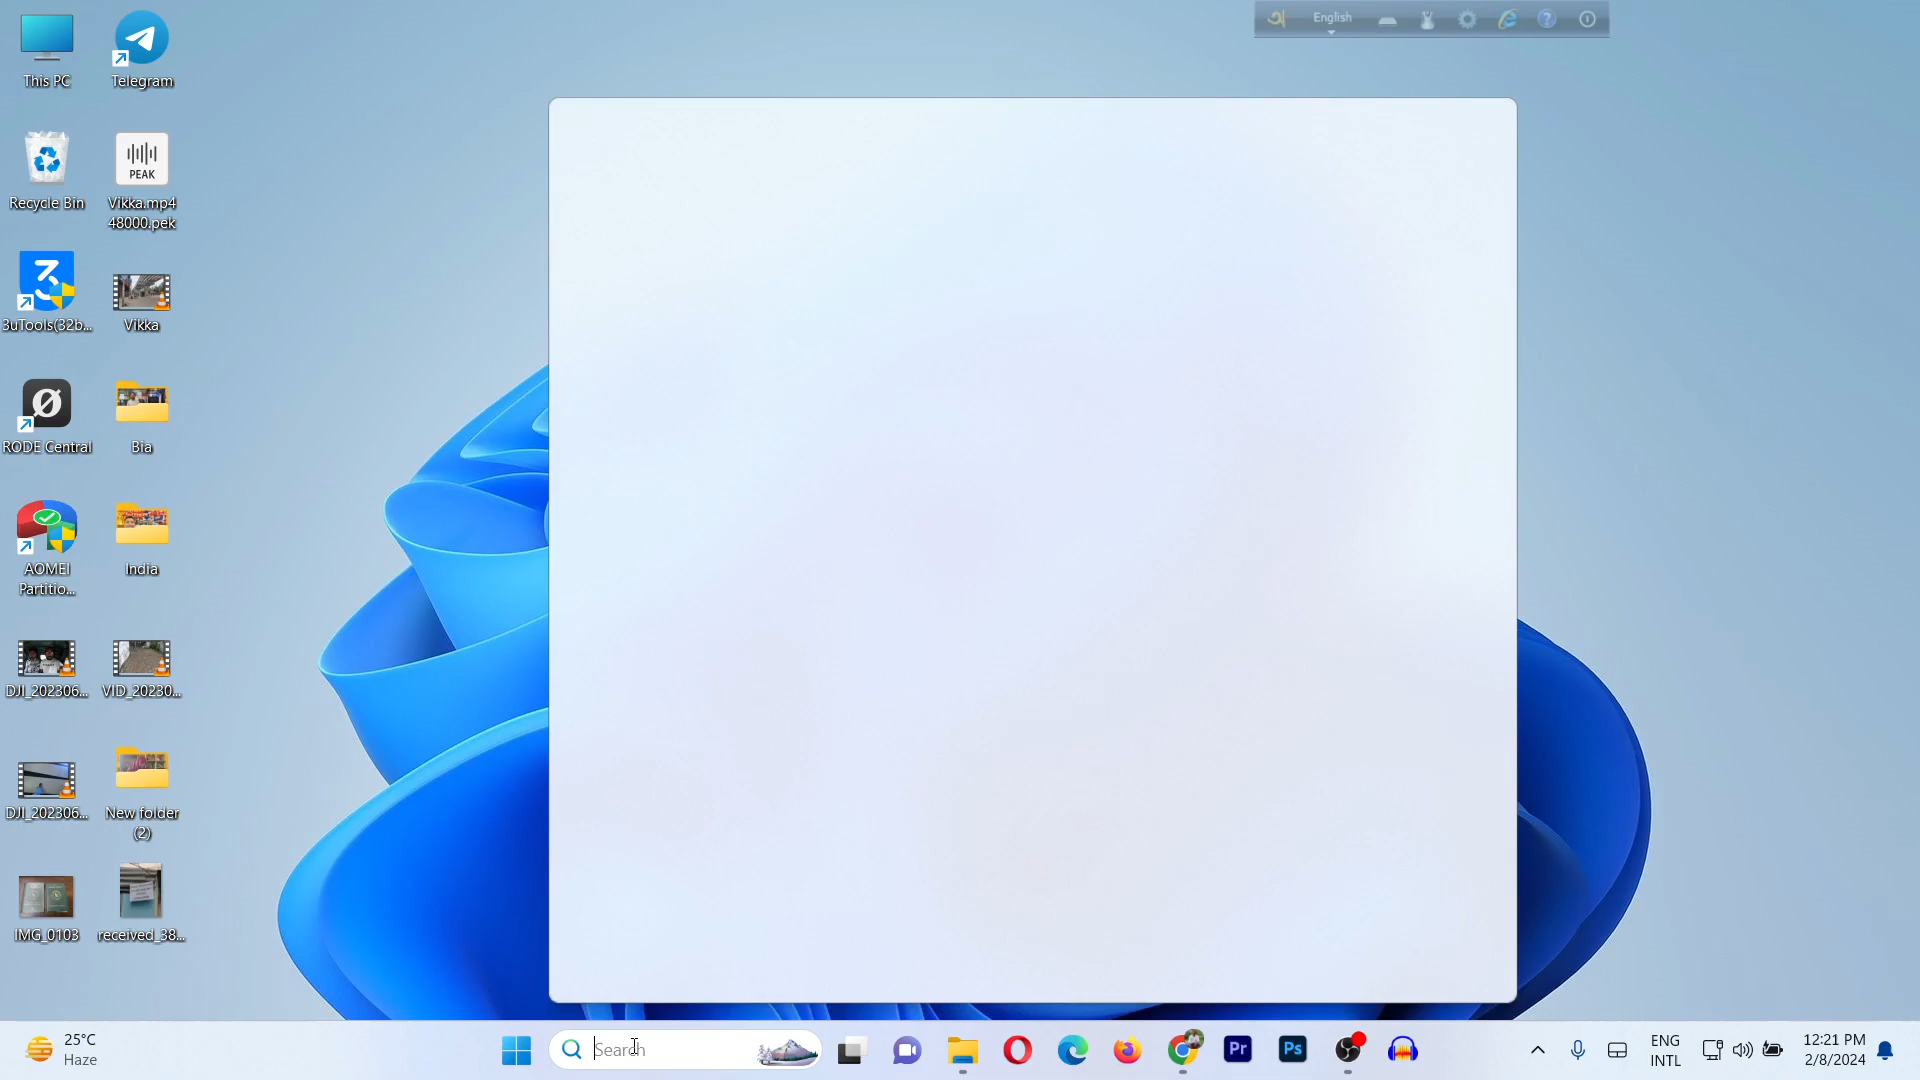 English
This PC
Telegram
PEAK
Recycle Bin
Vikka.mp4
48000.pek
3uTools(32b...
Vikka
RODE Central
Bia
AOMEI
Partitio...
India
DJI_202306...
VID_20230...
DJI_202306...
New folder
(2)
IMG_0103
received_38...
25°C
Haze
Search
Pr
Ps
ENG
INTL
12:21 PM
2/8/2024